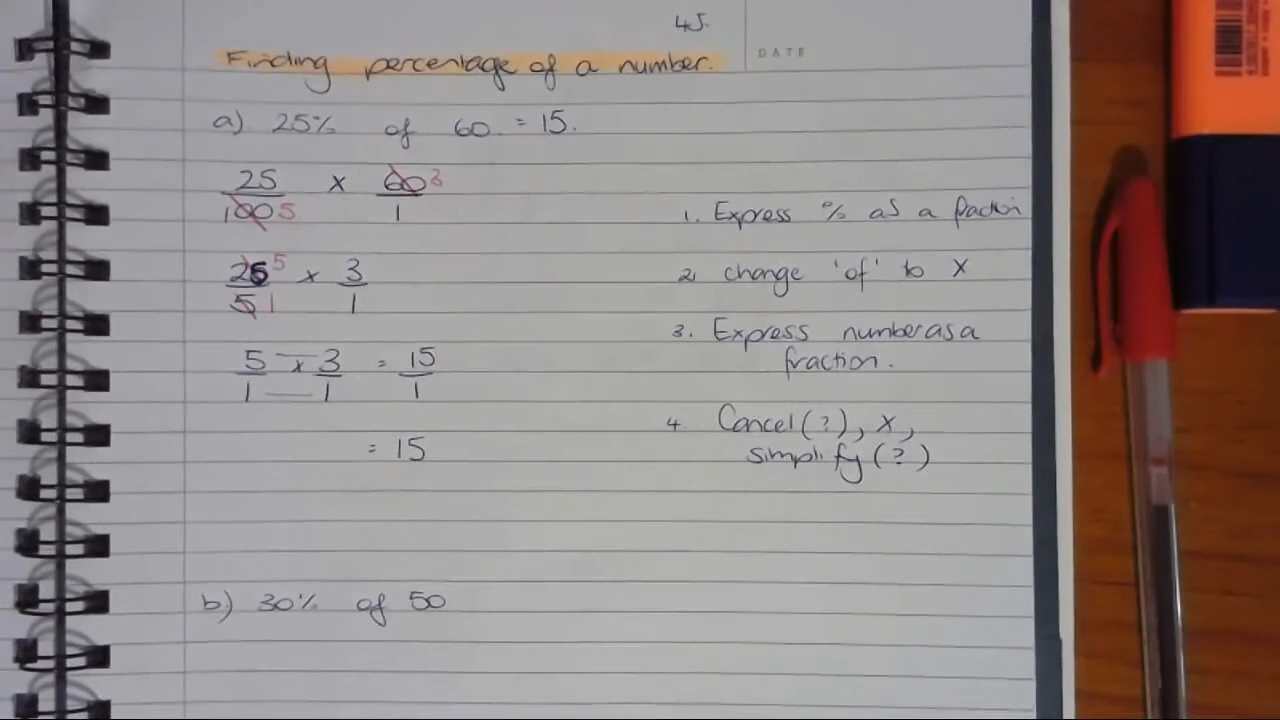 45.
DATE
Finding percentage of a number.
a) 25% of 60 = 15.
25/100 5 x 60 3/1
1. Express % as a fraction
25 5/5 1 x 3/1
2. change 'of' to x
3. Express number as a
fraction.
5/1 x 3/1 = 15/1
4. Cancel (?), x,
simplify (?)
= 15
b) 30% of 50